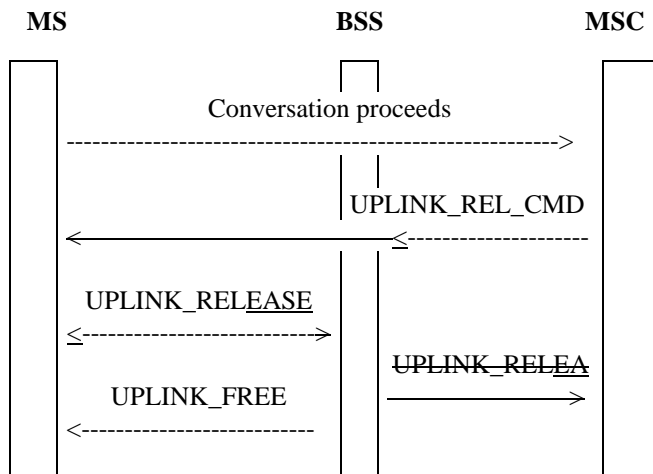 MS BSS MSC
Conversation proceeds
UPLINK_REL_CMD
UPLINK_RELEASE
UPLINK_RELEA
UPLINK_FREE